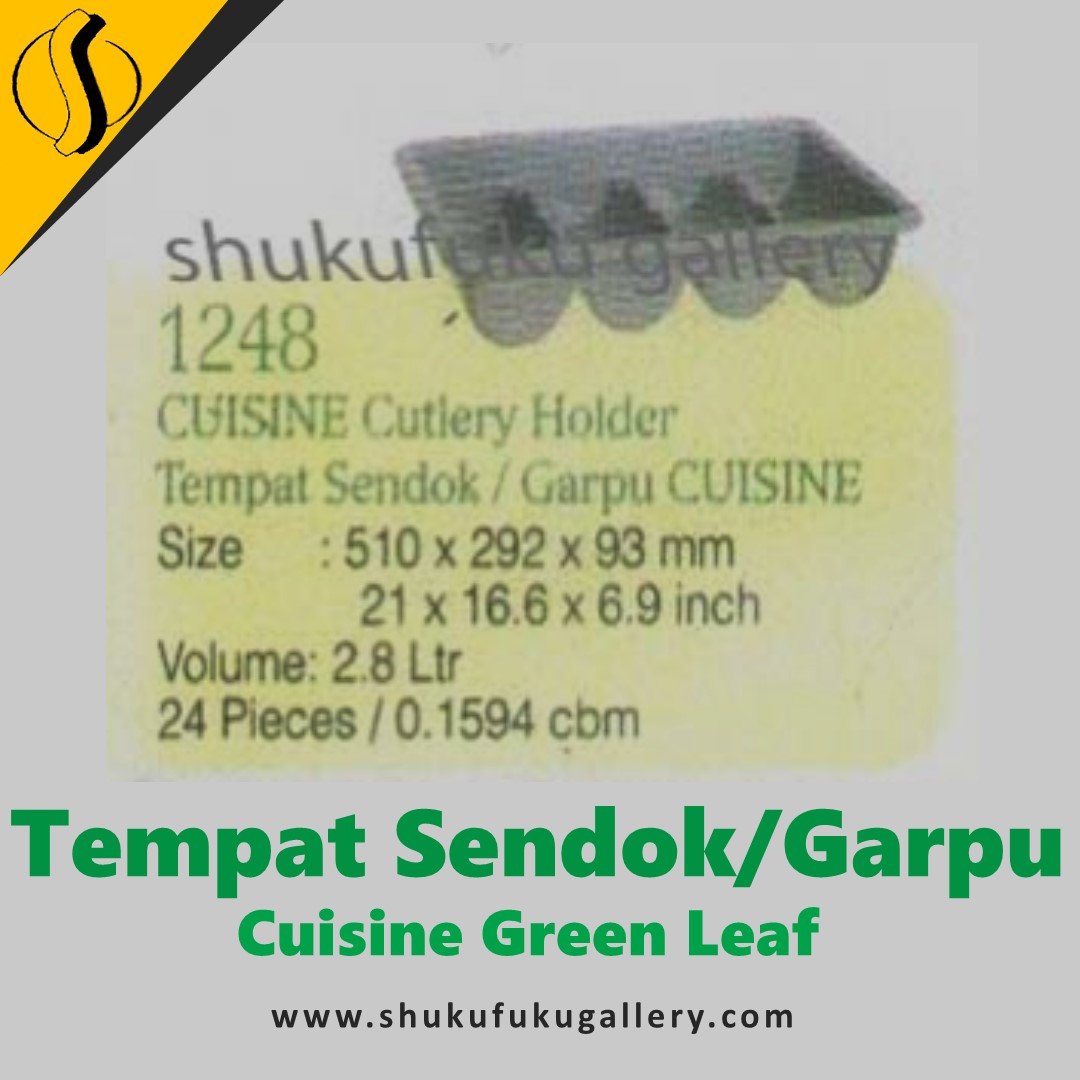 shukufuku gallery
1248
CUISINE Cutlery Holder
Tempat Sendok / Garpu CUISINE
Size : 510 x 292 x 93 mm
21 x 16.6 x 6.9 inch
Volume: 2.8 Ltr
24 Pieces / 0.1594 cbm
Tempat Sendok/Garpu
Cuisine Green Leaf
www.shukufukugallery.com